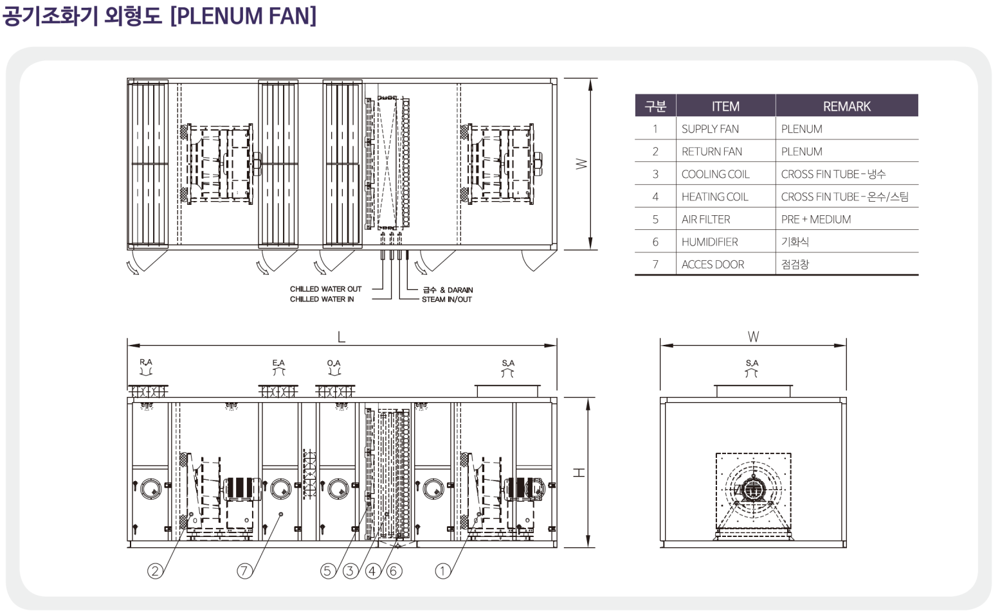 공기조화기 외형도 [PLENUM FAN]
W
구분 ITEM REMARK
1 SUPPLY FAN PLENUM
2 RETURN FAN PLENUM
3 COOLING COIL CROSS FIN TUBE-냉수
4 HEATING COIL CROSS FIN TUBE-온수/스팀
5 AIR FILTER PRE + MEDIUM
6 HUMIDIFIER 기화식
7 ACCES DOOR 점검창
CHILLED WATER OUT
CHILLED WATER IN
급수 & DARAIN
STEAM IN/OUT
L
W
R.A E.A O.A S.A
S.A
H
② ⑦ ⑤ ③ ④ ⑥ ①